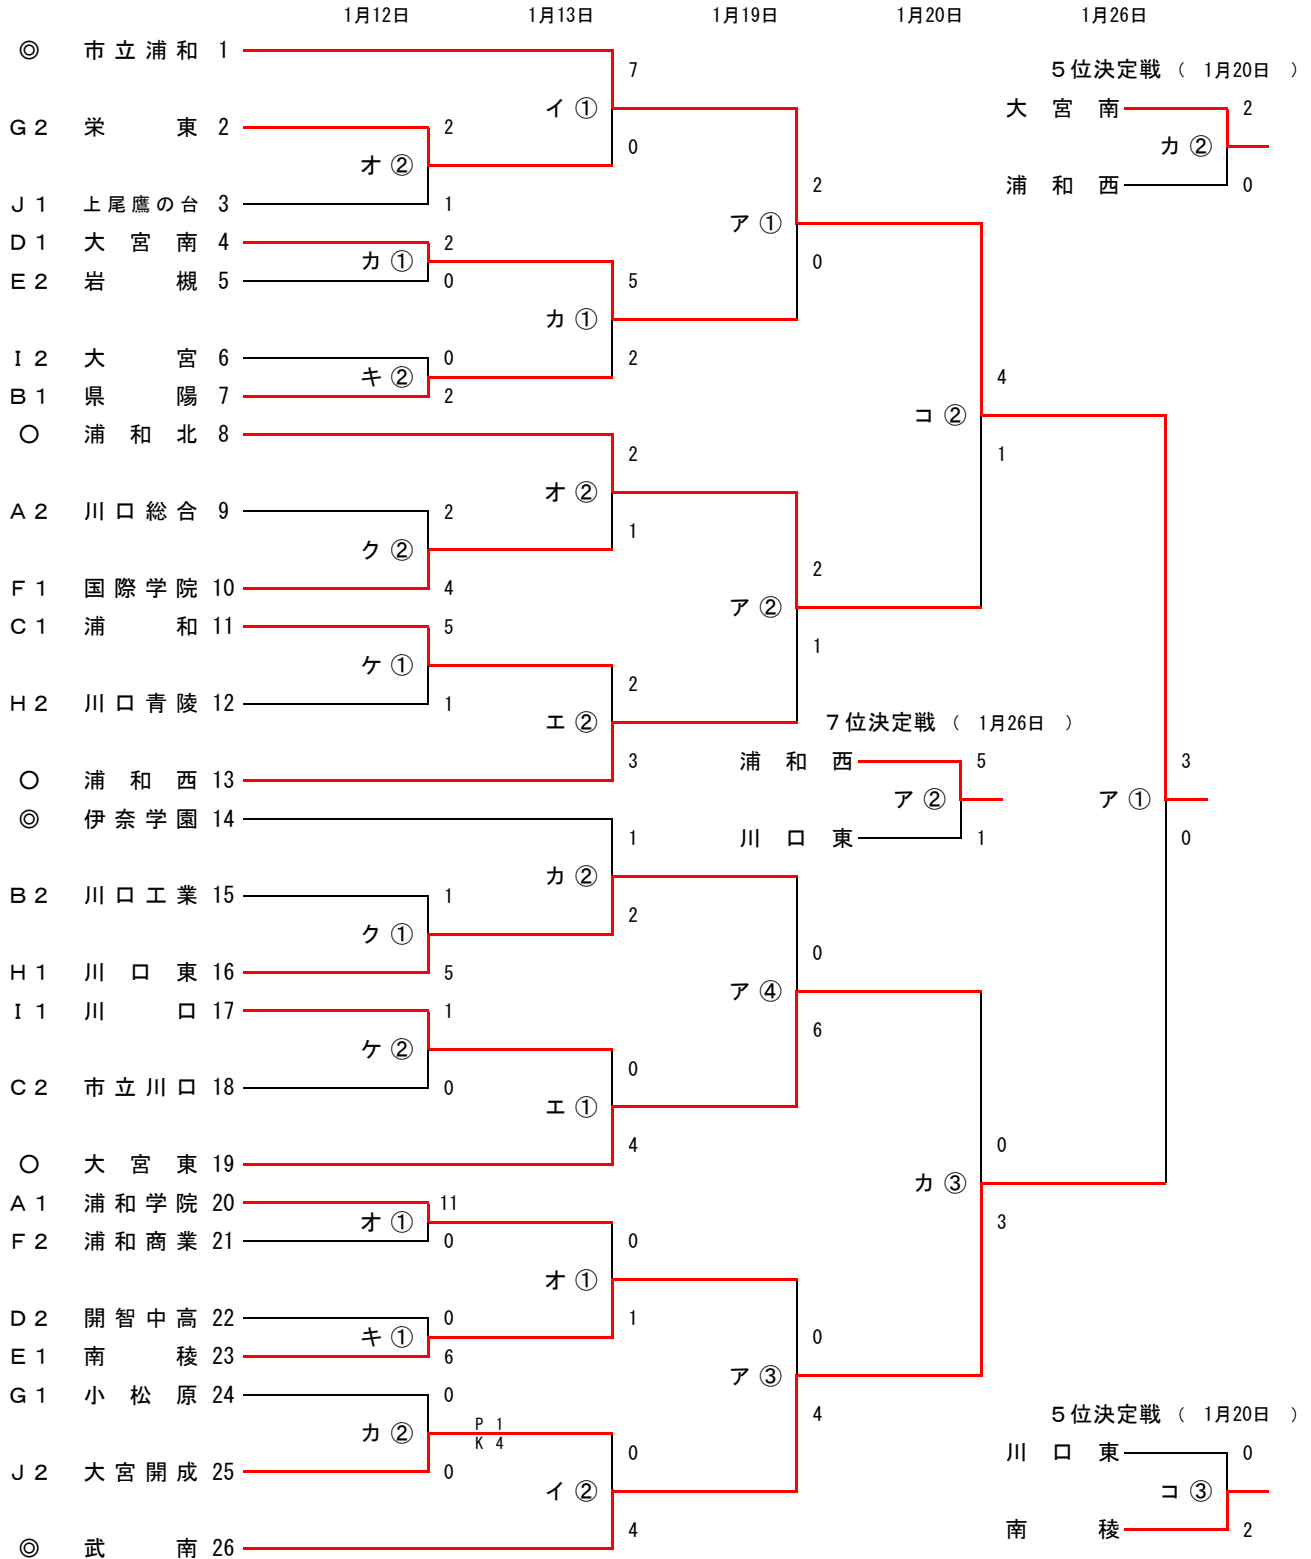 1月12日 1月13日 1月19日 1月20日 1月26日
◎ 市立浦和 1
7
５位決定戦（ 1月20日 ）
イ ①
大宮南 2
G2 栄東 2 2
0
カ ②
オ ②
浦和西 0
2
J1 上尾鷹の台 3 1
ア ①
D1 大宮南 4 2
カ ①
0
E2 岩槻 5 0
5
カ ①
I2 大宮 6 0
2
キ ②
4
B1 県陽 7 2
コ ②
○ 浦和北 8
2
1
オ ②
A2 川口総合 9 2
1
ク ②
2
F1 国際学院 10 4
ア ②
C1 浦和 11 5
1
ケ ①
2
H2 川口青陵 12 1
エ ②
７位決定戦（ 1月26日 ）
3
浦和西 5
3
○ 浦和西 13
ア ②
ア ①
◎ 伊奈学園 14
1
川口東 1
0
カ ②
B2 川口工業 15 1
2
ク ①
0
H1 川口東 16 5
ア ④
I1 川口 17 1
6
ケ ②
0
C2 市立川口 18 0
エ ①
4
0
○ 大宮東 19
カ ③
A1 浦和学院 20 11
オ ①
3
F2 浦和商業 21 0
0
オ ①
D2 開智中高 22 0
1
キ ①
0
E1 南稜 23 6
ア ③
G1 小松原 24 0
4
５位決定戦（ 1月20日 ）
P 1
カ ②
K 4
0
川口東 0
J2 大宮開成 25 0
イ ②
コ ③
4
南稜 2
◎ 武南 26